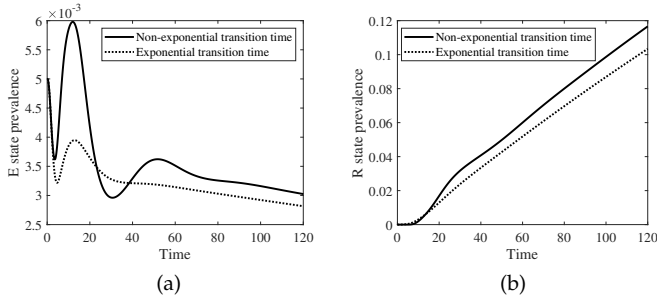 ×10⁻³
6
5.5
5
4.5
4
3.5
3
2.5
E state prevalence
Non-exponential transition time
Exponential transition time
0 20 40 60 80 100 120
Time
(a)
0.12
0.1
0.08
0.06
0.04
0.02
0
R state prevalence
Non-exponential transition time
Exponential transition time
0 20 40 60 80 100 120
Time
(b)